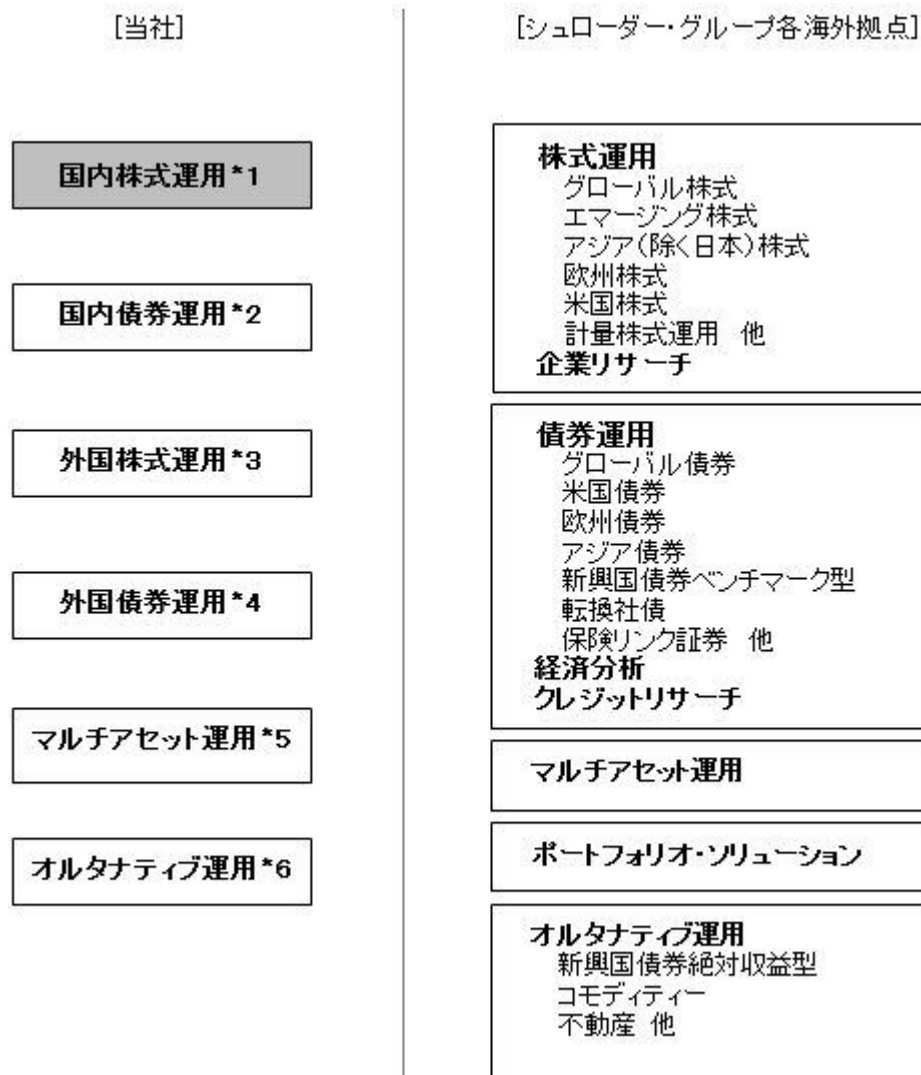 [当社]
国内株式運用*1
国内債券運用*2
外国株式運用*3
外国債券運用*4
マルチアセット運用*5
オルタナティブ運用*6
[シュローダー・グループ各海外拠点]
株式運用
グローバル株式
エマージング株式
アジア(除く日本)株式
欧州株式
米国株式
計量株式運用 他
企業リサーチ
債券運用
グローバル債券
米国債券
欧州債券
アジア債券
新興国債券ベンチマーク型
転換社債
保険リンク証券 他
経済分析
クレジットリサーチ
マルチアセット運用
ポートフォリオ・ソリューション
オルタナティブ運用
新興国債券絶対収益型
コモディティー
不動産 他